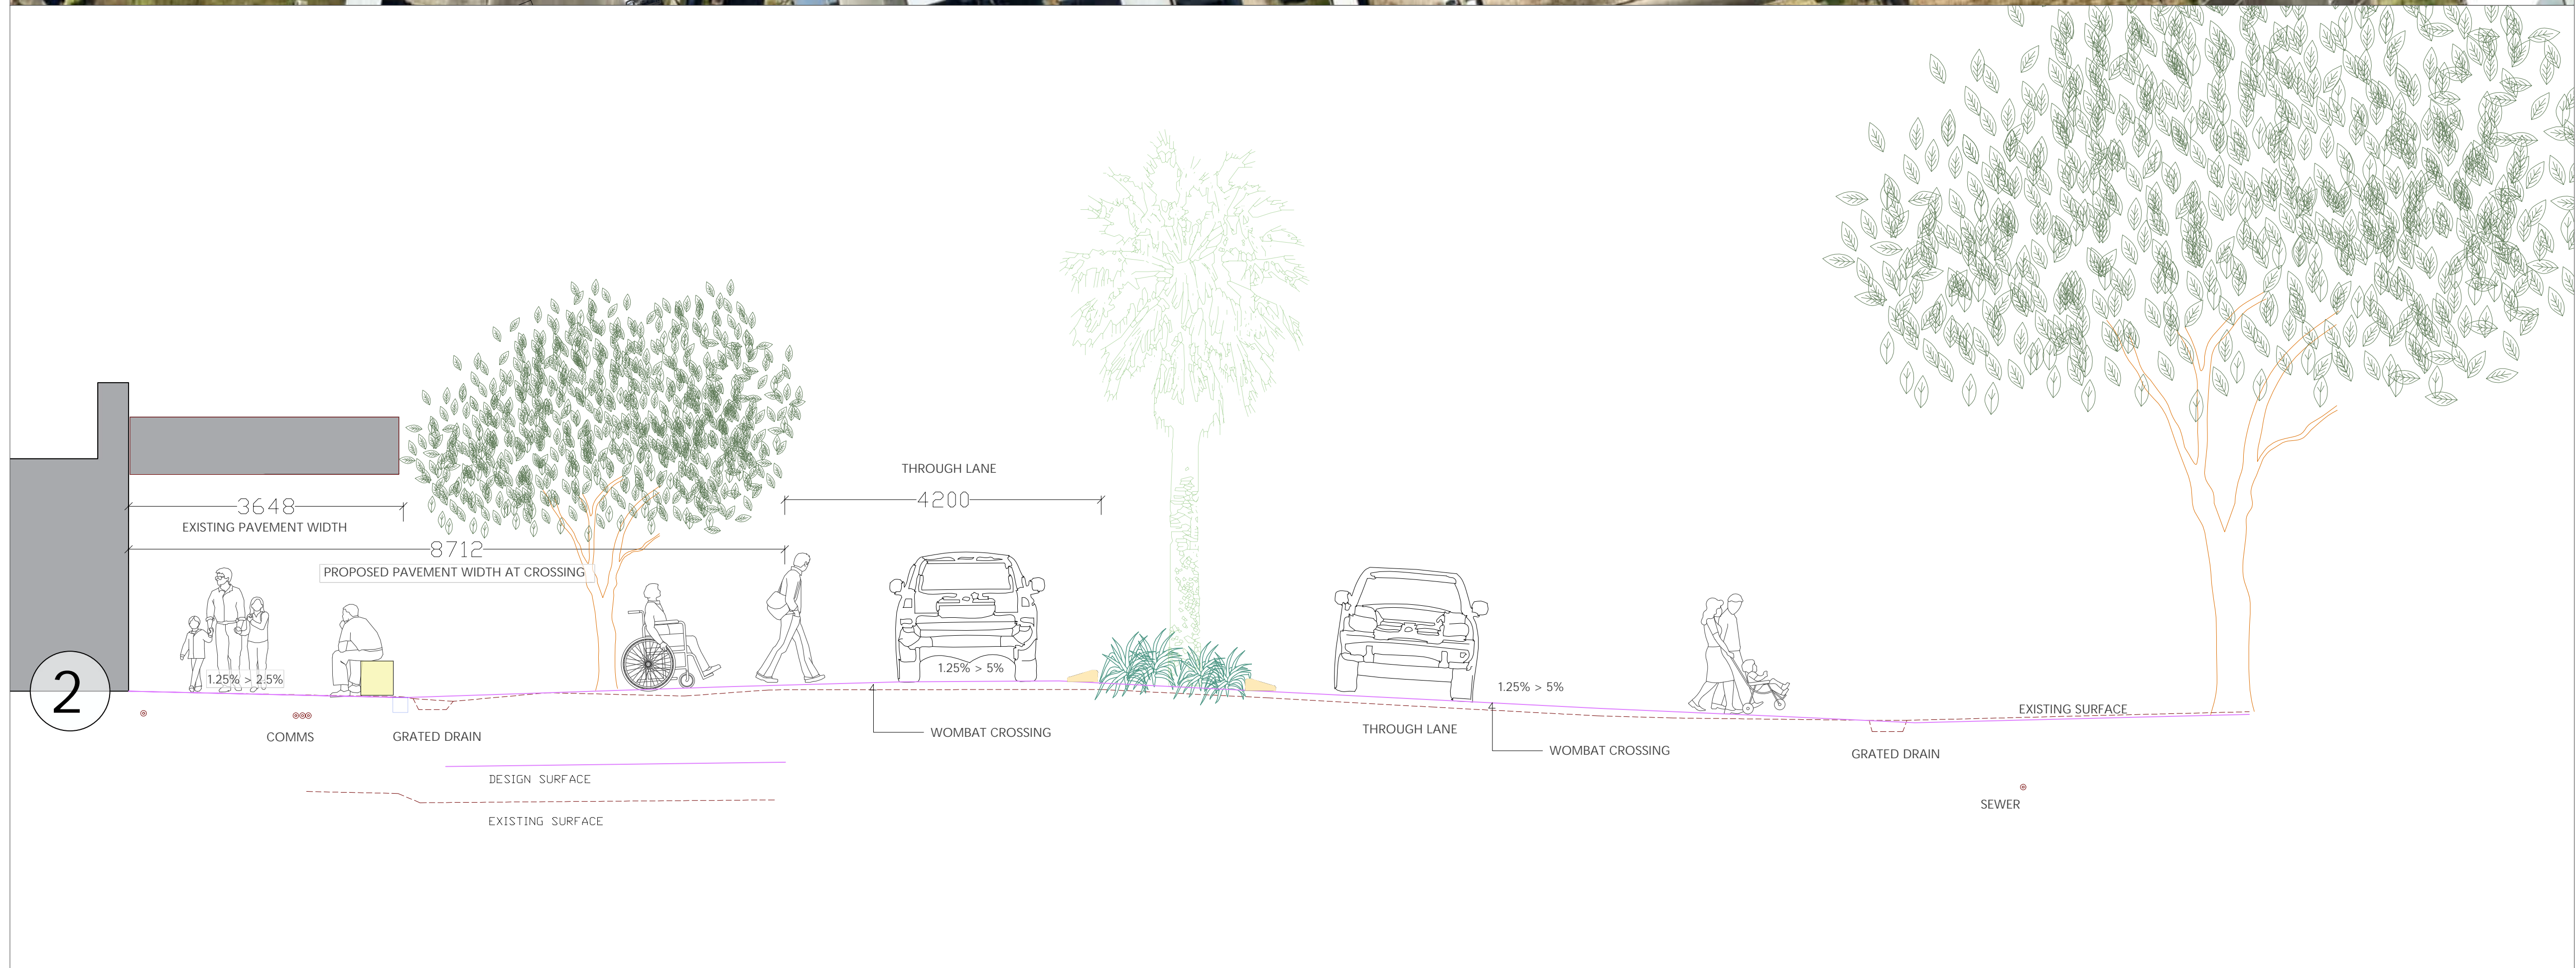 THROUGH LANE
4200
3648
EXISTING PAVEMENT WIDTH
8712
PROPOSED PAVEMENT WIDTH AT CROSSING
1.25% > 2.5%
1.25% > 5%
1.25% > 5%
2
COMMS
GRATED DRAIN
WOMBAT CROSSING
THROUGH LANE
WOMBAT CROSSING
EXISTING SURFACE
GRATED DRAIN
SEWER
DESIGN SURFACE
EXISTING SURFACE